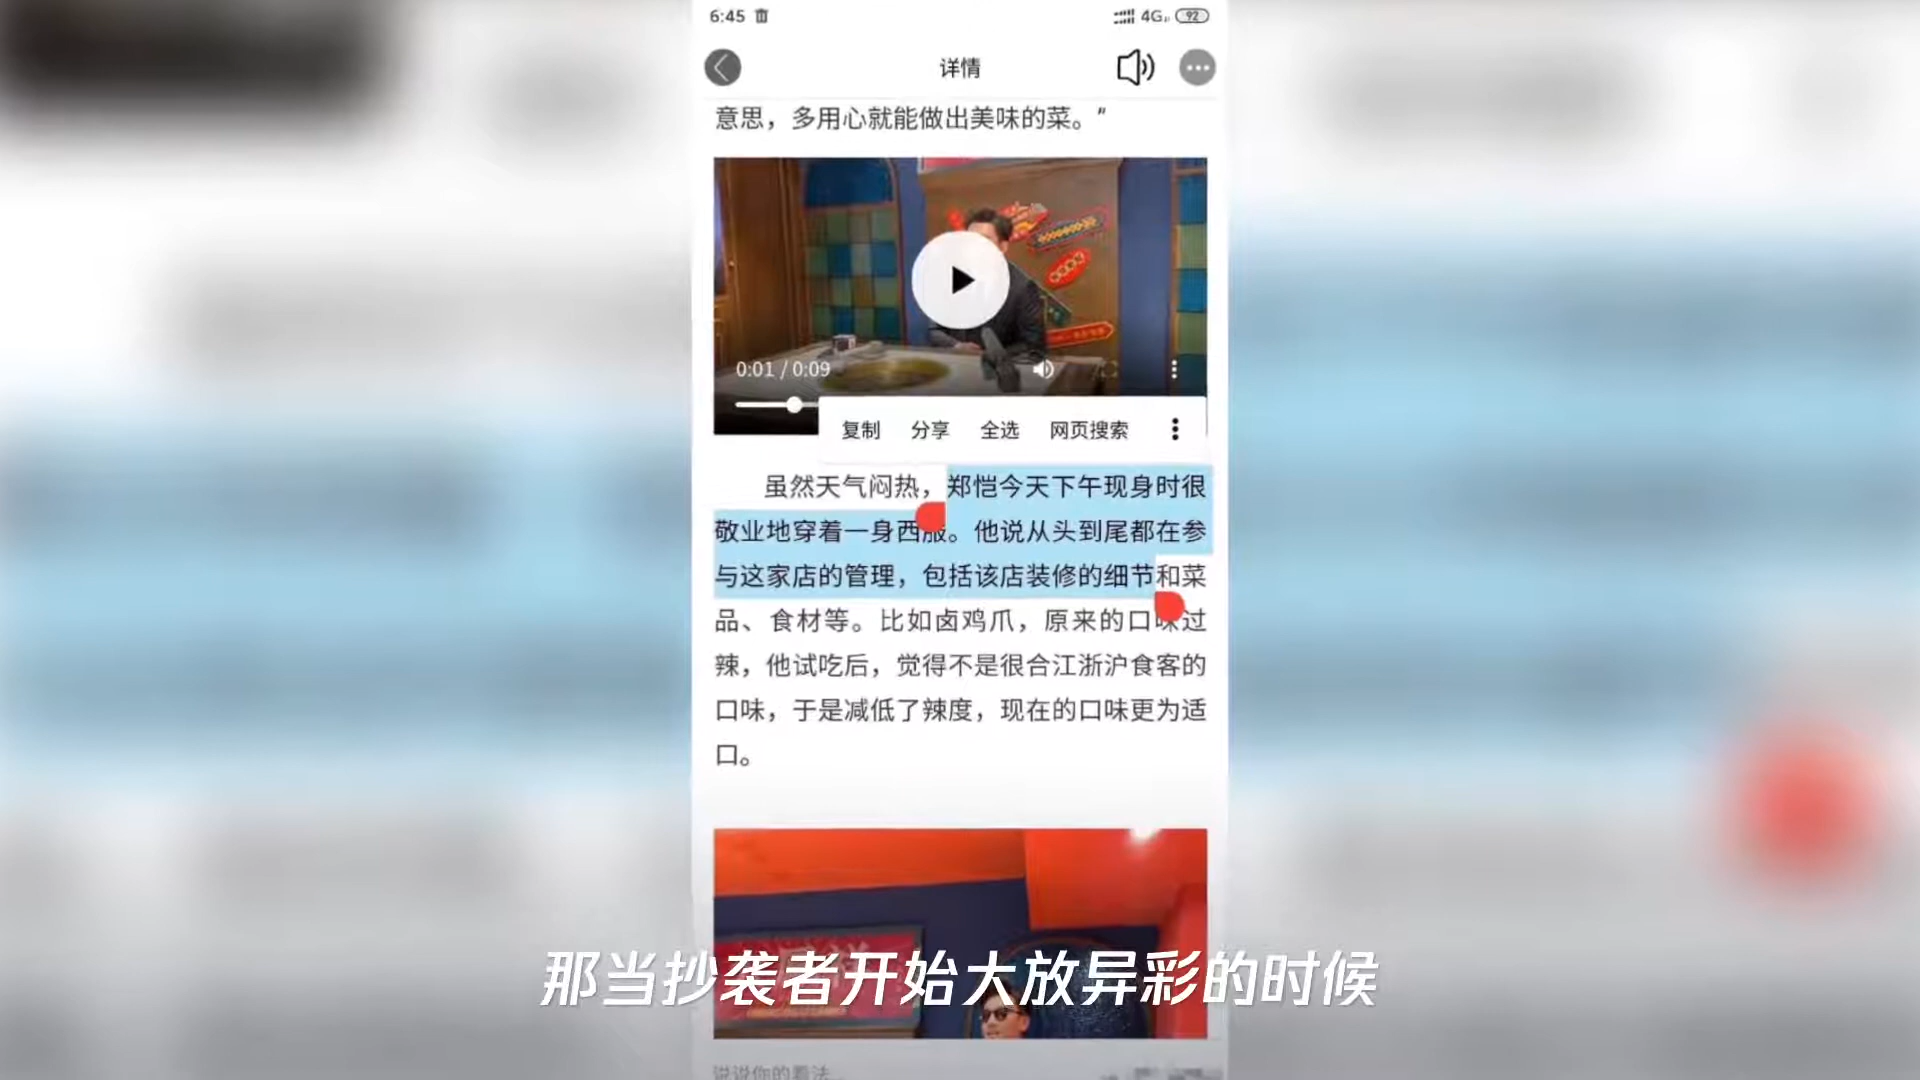 6:45
4G 92
详情
意思，多用心就能做出美味的菜。”
0:01 / 0:09
复制 分享 全选 网页搜索
虽然天气闷热，郑恺今天下午现身时很
敬业地穿着一身西服。他说从头到尾都在参
与这家店的管理，包括该店装修的细节和菜
品、食材等。比如卤鸡爪，原来的口味过
辣，他试吃后，觉得不是很合江浙沪食客的
口味，于是减低了辣度，现在的口味更为适
口。
那当抄袭者开始大放异彩的时候
说说你的看法...